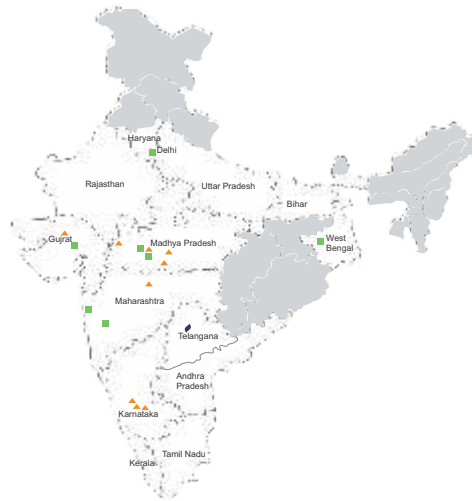 Haryana
Delhi
Rajasthan
Uttar Pradesh
Bihar
Gujrat
Madhya Pradesh
West
Bengal
Maharashtra
Telangana
Andhra
Pradesh
Karnataka
Tamil Nadu
Kerala